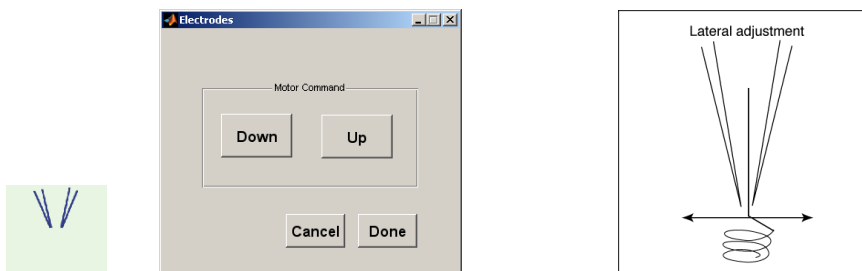 Electrodes
Motor Command
Down
Up
Cancel
Done
Lateral adjustment